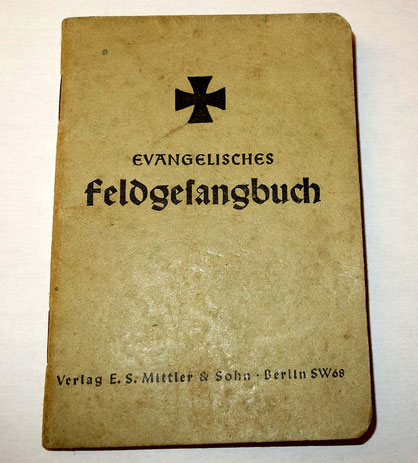 EVANGELISCHES
Feldgesangbuch
Verlag E. S. Mittler & Sohn · Berlin SW68